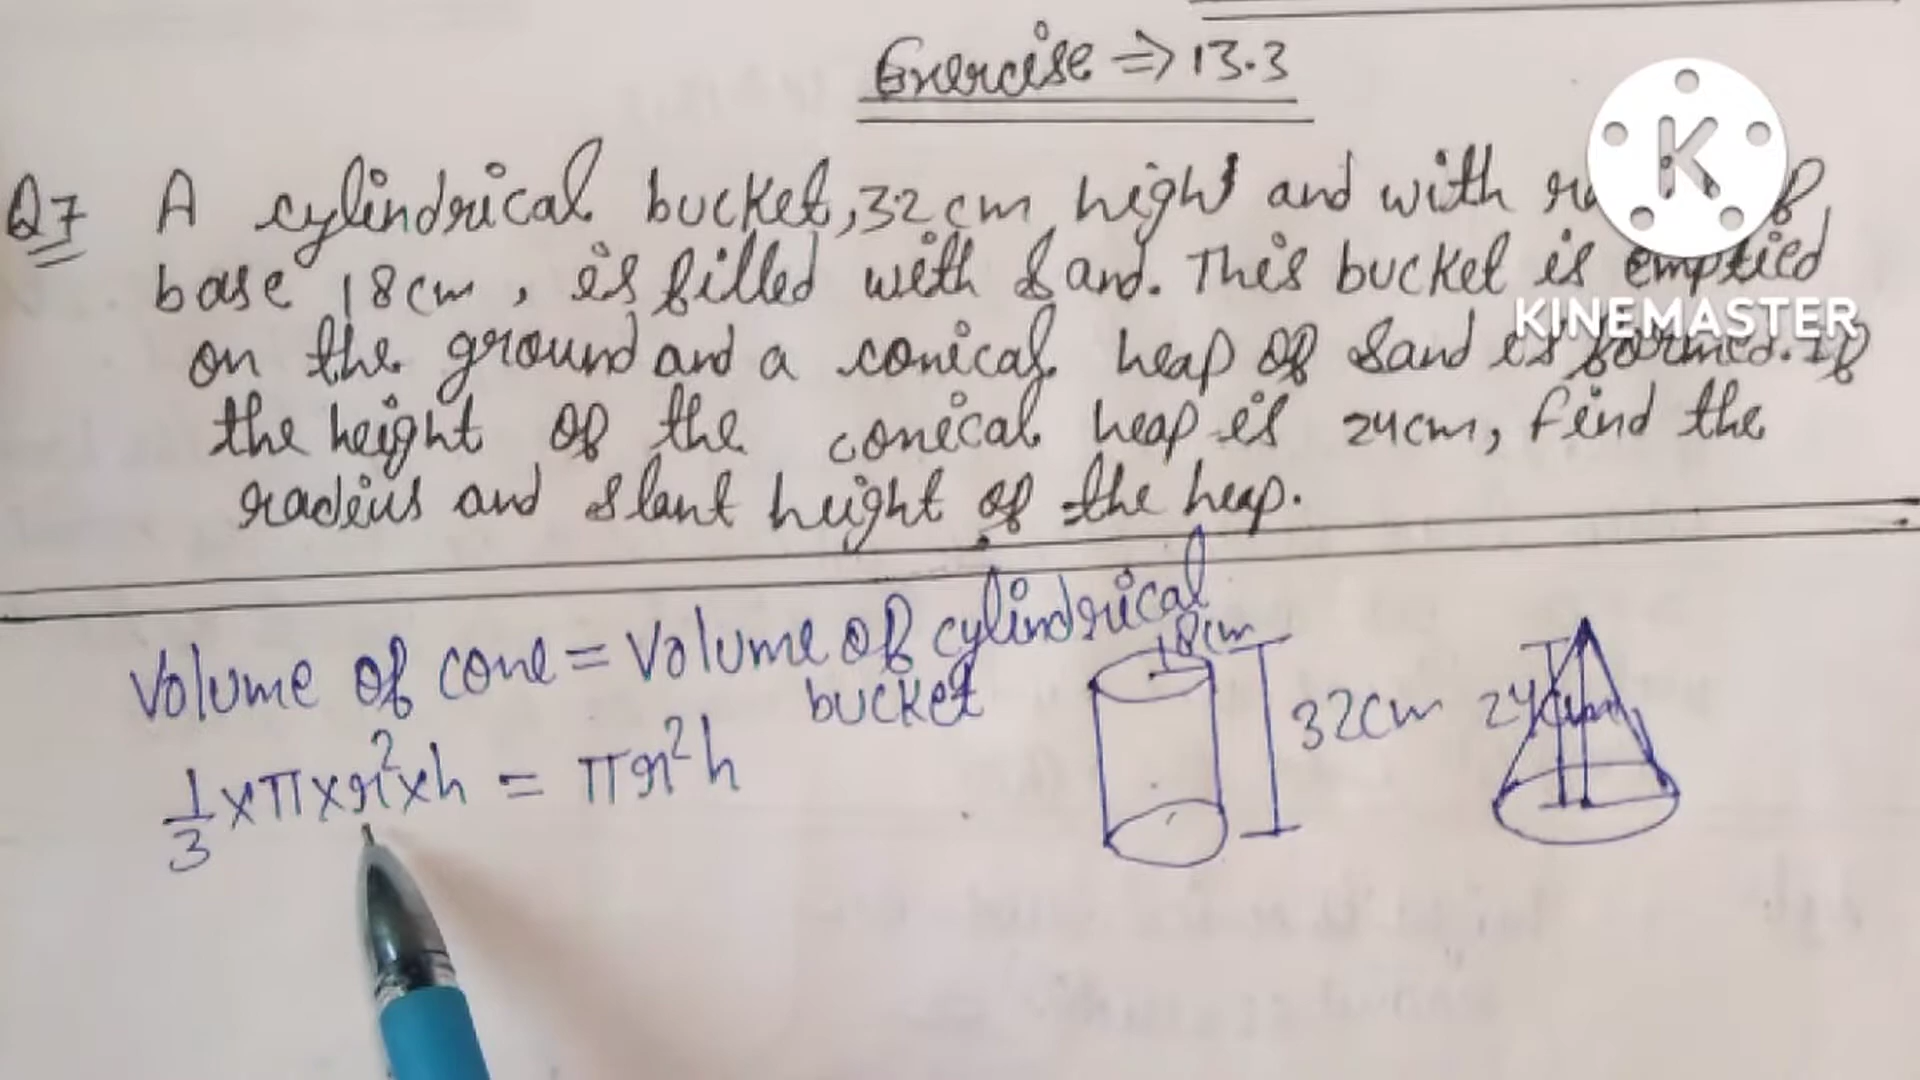 Exercise => 13.3
Q7 A cylindrical bucket, 32 cm high and with
base 18 cm, is filled with sand. This bucket is emptied
on the ground and a conical heap of sand is formed. If
the height of the conical heap is 24cm, find the
radius and slant height of the heap.
K
KINEMASTER
Volume of cone = Volume of cylindrical
bucket
1/3 × π × r² × h = πr²h
18cm
32cm
24cm